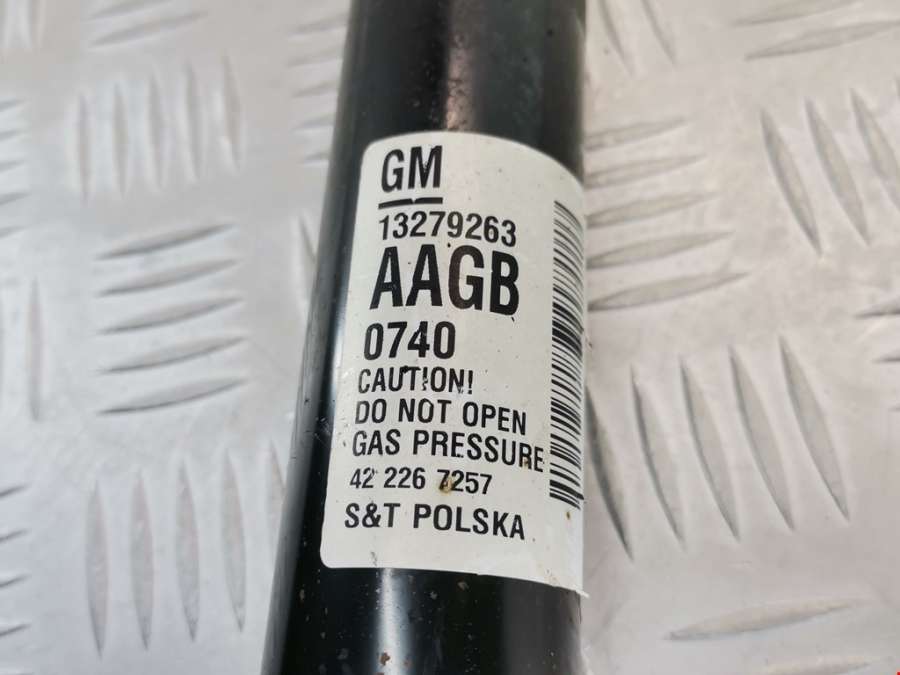 GM
13279263
AAGB
0740
CAUTION!
DO NOT OPEN
GAS PRESSURE
42 226 7257
S&T POLSKA